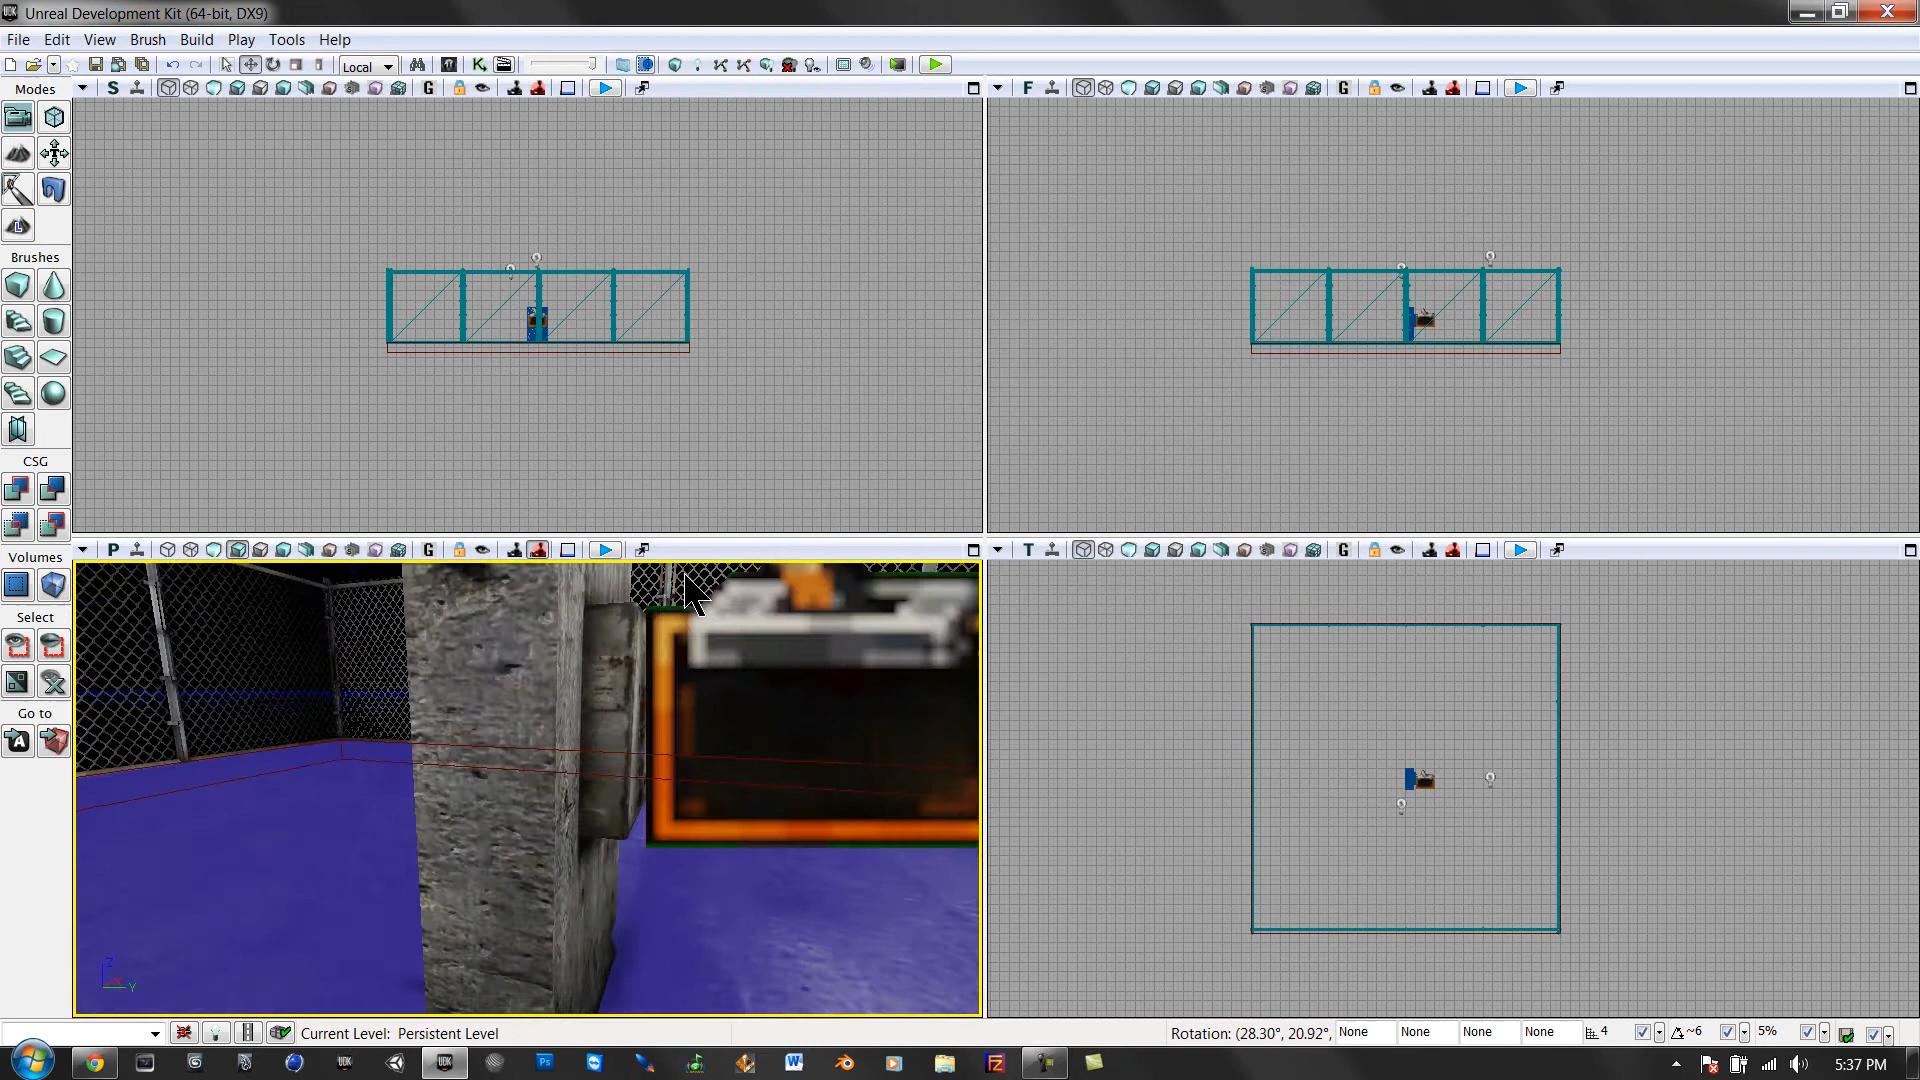 Unreal Development Kit (64-bit, DX9)
File Edit View Brush Build Play Tools Help
Local
Modes
S G
F G
Brushes
CSG
Volumes
Select
Go to
P G
T G
Z
X
Y
Current Level: Persistent Level
Rotation: (28.30°, 20.92°, None None None None 4 ~6 5%
5:37 PM